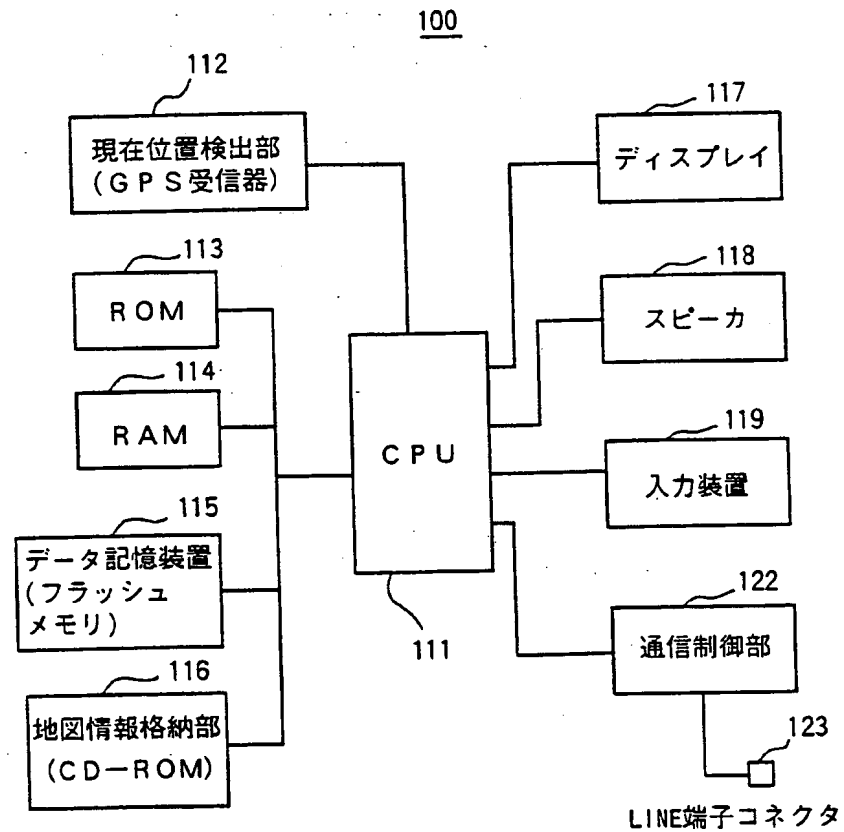 100
112
現在位置検出部
(GPS受信器)
113
ROM
114
RAM
115
データ記憶装置
(フラッシュ
メモリ)
116
地図情報格納部
(CD－ROM)
CPU
111
117
ディスプレイ
118
スピーカ
119
入力装置
122
通信制御部
123
LINE端子コネクタ